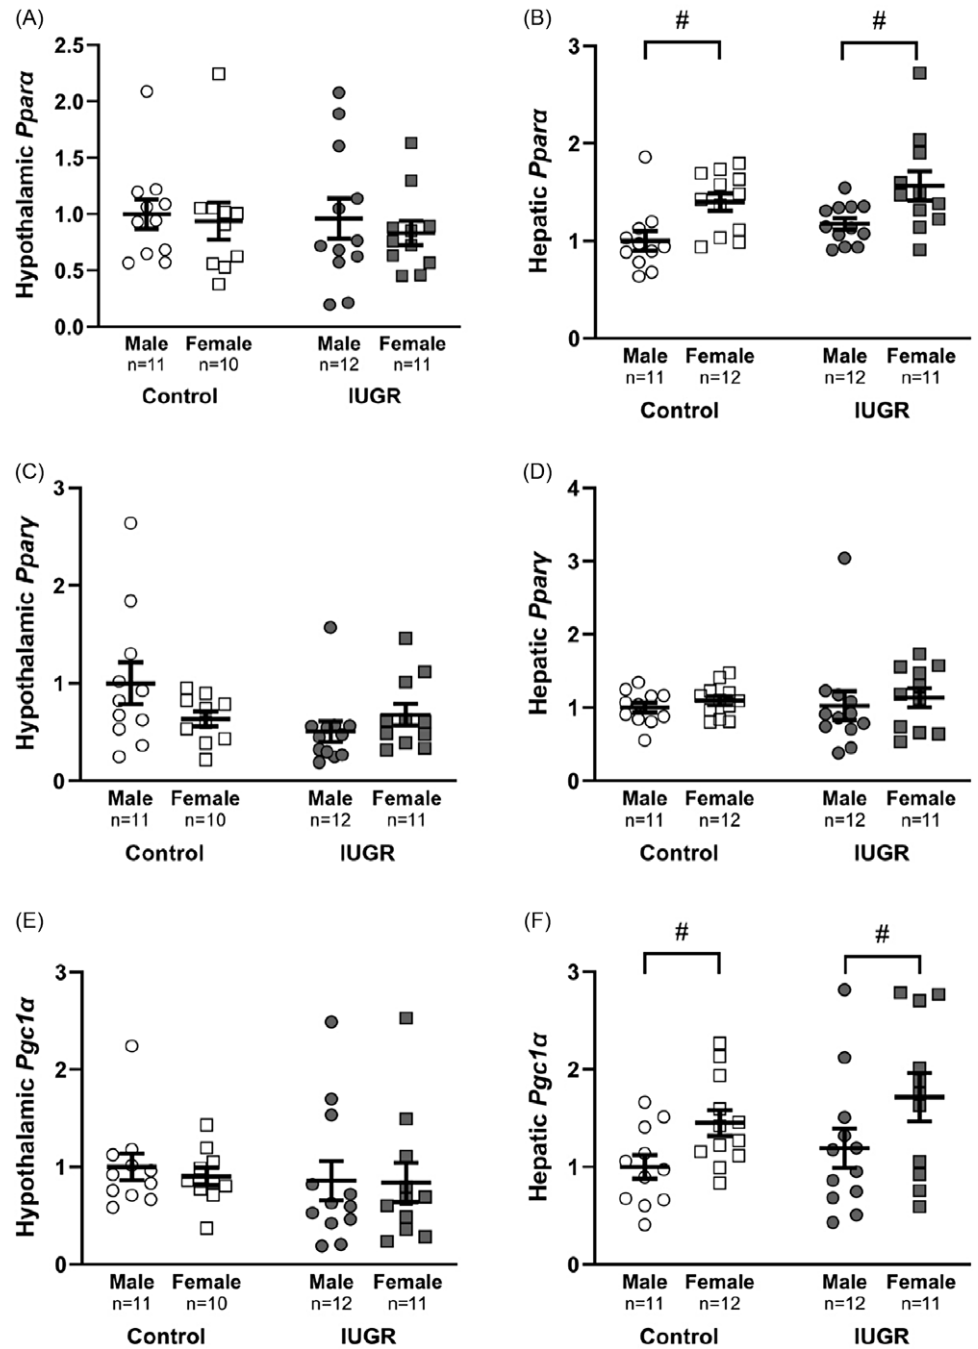 (A)
Hypothalamic Pparα
2.5
2.0
1.5
1.0
0.5
0.0
Male Female Male Female
n=11 n=10 n=12 n=11
Control IUGR
(B)
# #
Hepatic Pparα
3
2
1
0
Male Female Male Female
n=11 n=12 n=12 n=11
Control IUGR
(C)
Hypothalamic Pparγ
3
2
1
0
Male Female Male Female
n=11 n=10 n=12 n=11
Control IUGR
(D)
Hepatic Pparγ
4
3
2
1
0
Male Female Male Female
n=11 n=12 n=12 n=11
Control IUGR
(E)
Hypothalamic Pgc1α
3
2
1
0
Male Female Male Female
n=11 n=10 n=12 n=11
Control IUGR
(F)
# #
Hepatic Pgc1α
3
2
1
0
Male Female Male Female
n=11 n=12 n=12 n=11
Control IUGR